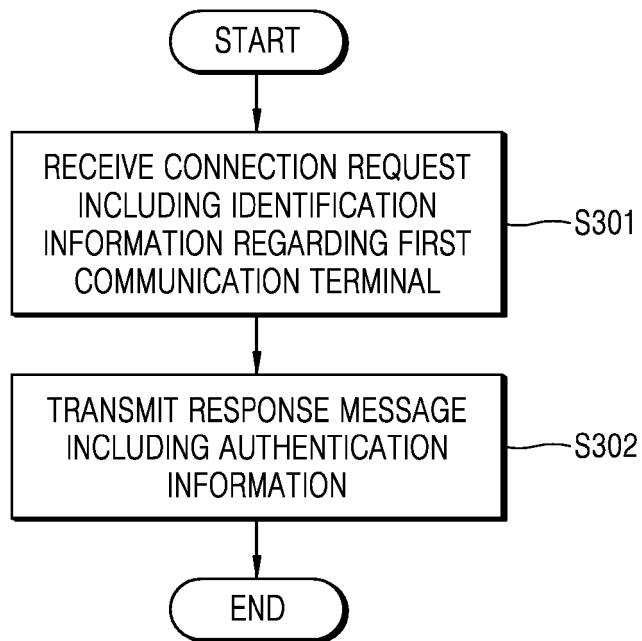 START
RECEIVE CONNECTION REQUEST
INCLUDING IDENTIFICATION
INFORMATION REGARDING FIRST
COMMUNICATION TERMINAL
S301
TRANSMIT RESPONSE MESSAGE
INCLUDING AUTHENTICATION
INFORMATION
S302
END